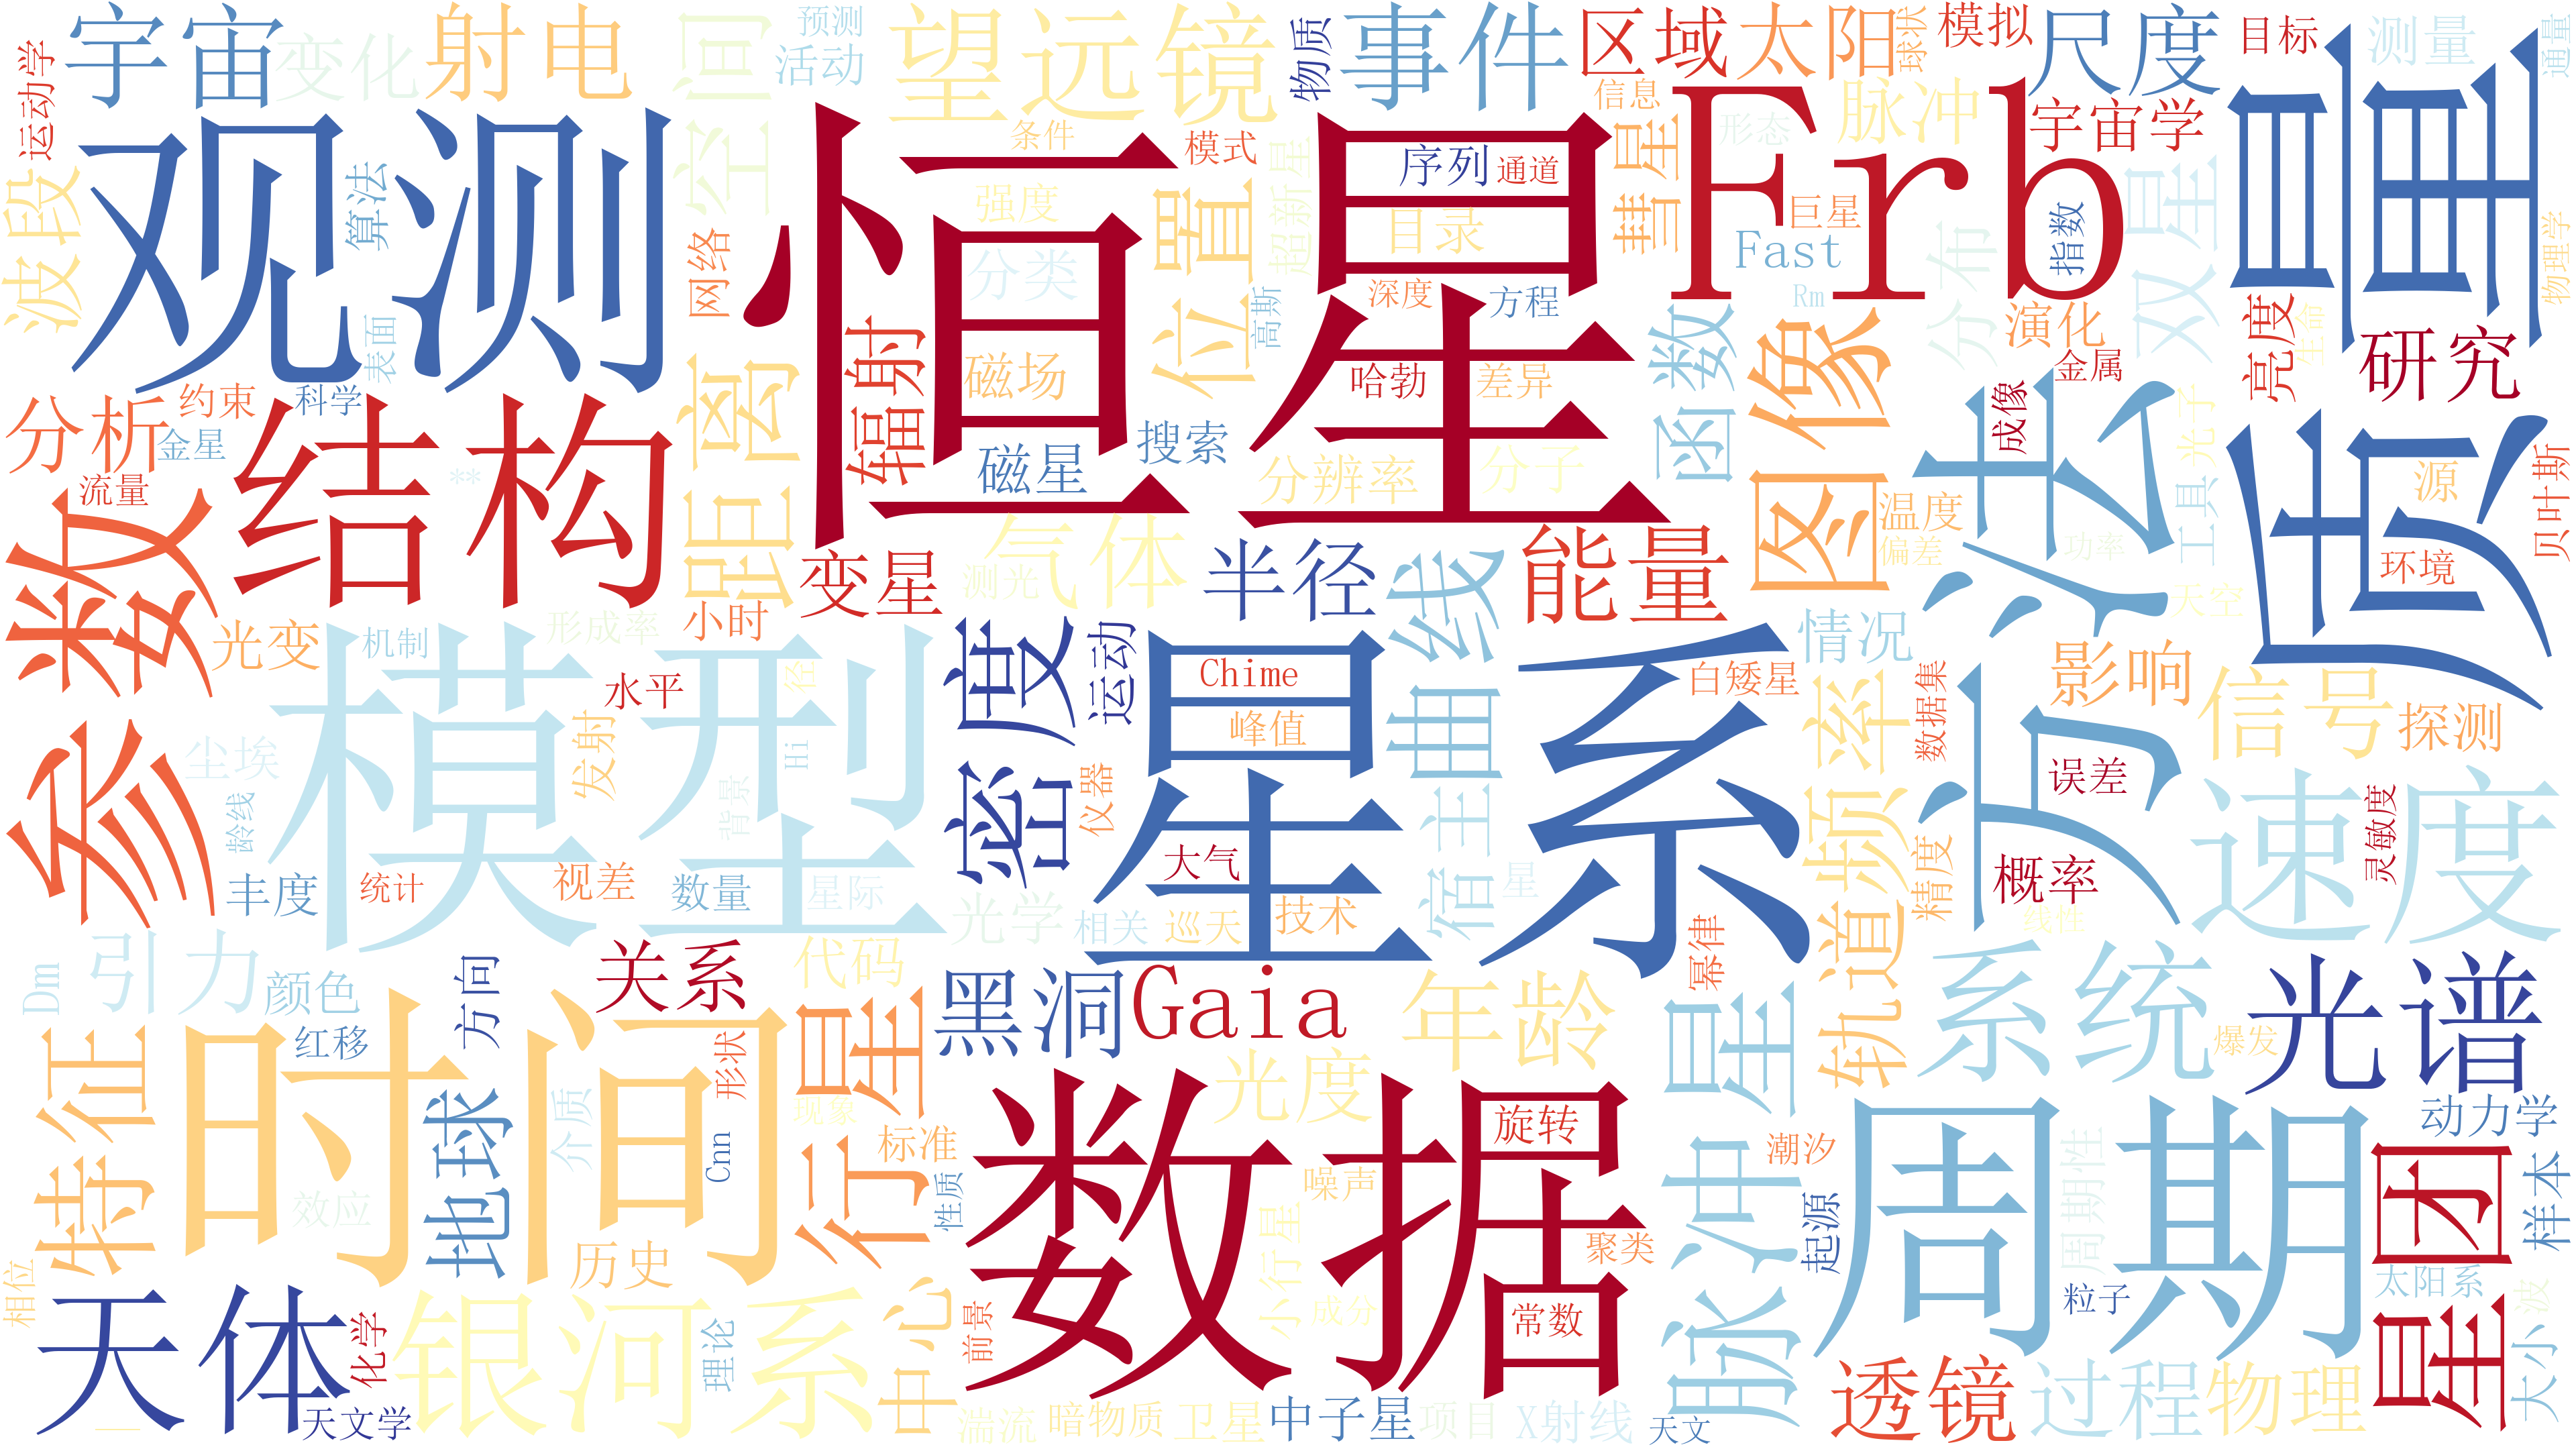 运动学
宇宙
变化
射电
空间
预测
活动
望远镜
物质
事件
区域
太阳
球状
模拟
尺度
目标
测量
通量
波段
观测
算法
表面
网络
恒星
条件
强度
模式
超新星
位置
信息
彗星
序列
通道
目录
Frb
脉冲
形态
巨星
Fast
Rm
宇宙学
指数
分布
双星
质量
物理学
生命
亮度
研究
演化
金属
分类
磁场
高斯
深度
方程
哈勃
差异
函数
图像
成像
方法
光子
工具
源
贝叶斯
分析
约束
科学
金星
流量
**
结构
距离
辐射
磁星
搜索
分辨率
分子
温度
偏差
功率
环境
天空
参数
光变
机制
形成率
小时
变星
测光
气体
半径
曲线
能量
情况
影响
信号
探测
模型
水平
径
Hi
背景
发射
尘埃
龄线
丰度
统计
视差
数量
星际
密度
运动
仪器
星系
Chime
峰值
大气
光学
相关
巡天
技术
宿主
星
白矮星
频率
数据集
精度
误差
概率
线性
灵敏度
速度
Dm
引力
颜色
红移
方向
关系
代码
黑洞
Gaia
年龄
幂律
轨道
系统
光谱
爆发
特征
时间
地球
介质
效应
形状
Cnn
现象
行星
标准
性质
历史
光度
数据
旋转
噪声
小行星
成分
聚类
常数
脉冲星
潮汐
起源
周期
周期性
粒子
动力学
星团
样本
太阳系
大小
波
相位
天体
化学
天文学
一
银河系
理论
中心
前景
湍流
暗物质
卫星
中子星
项目
X射线
天文
透镜
过程
物理